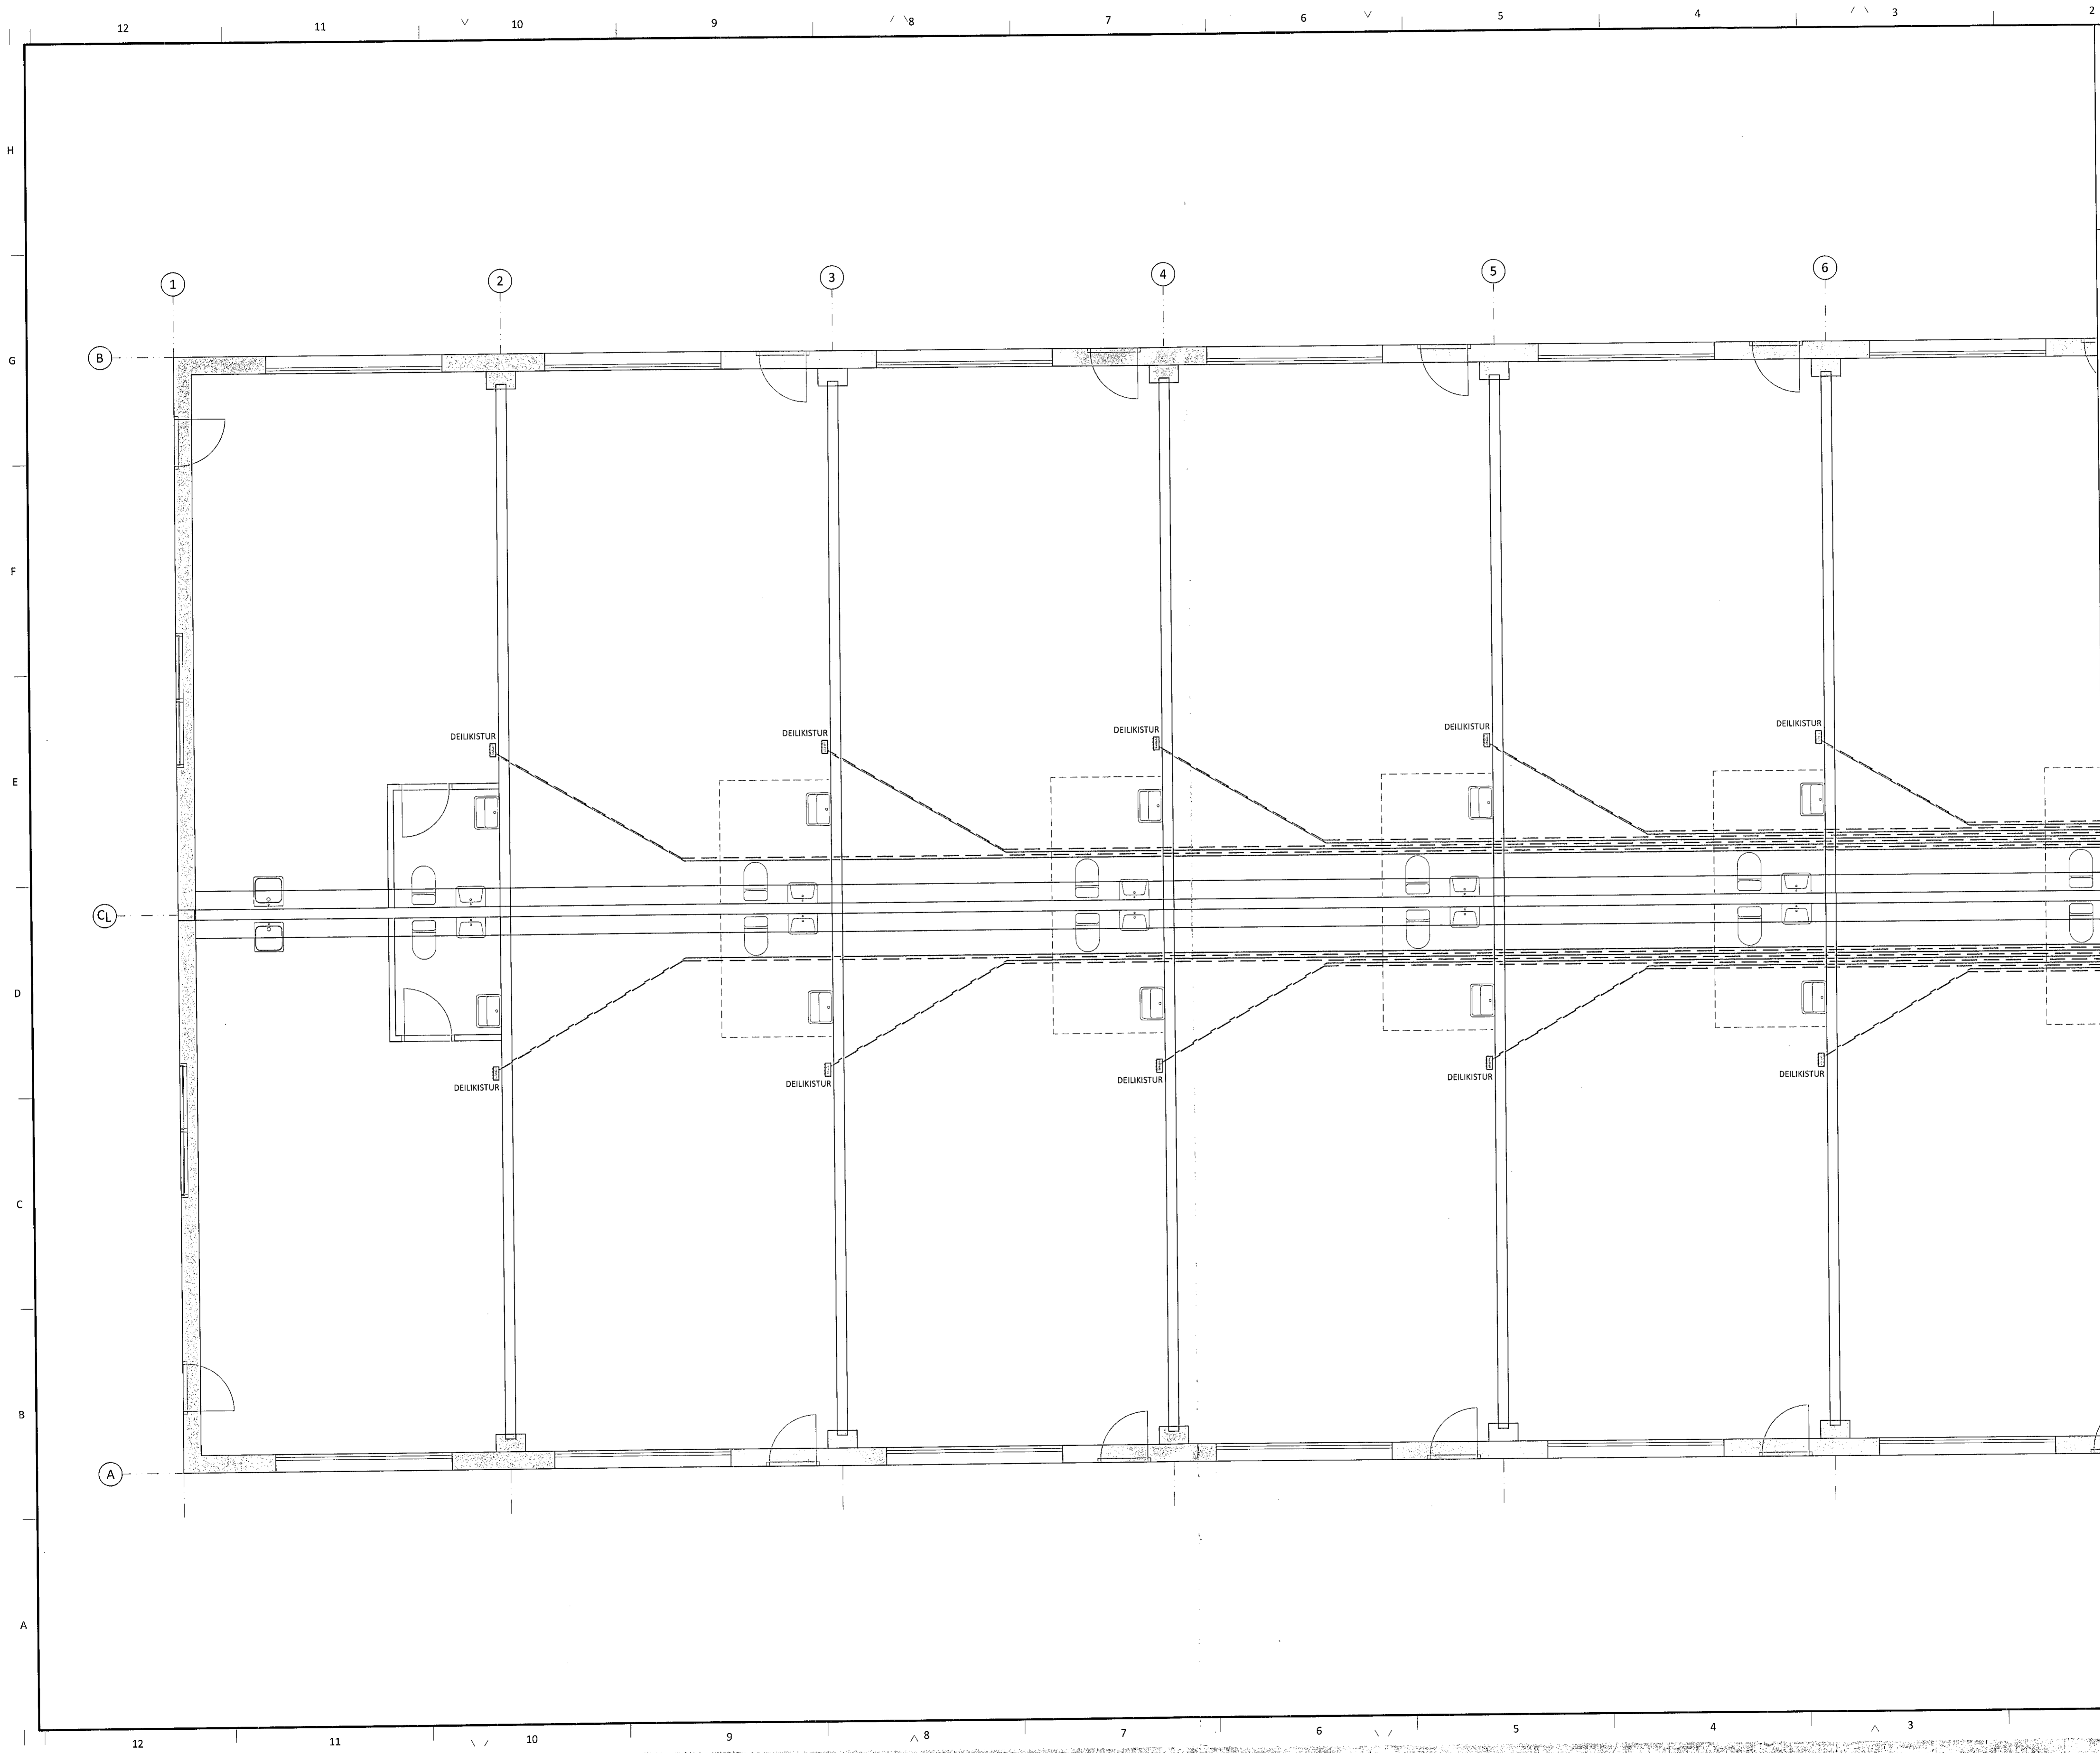 12 11 10 9 8 7 6 5 4 3 2
H
1 2 3 4 5 6
B
G
F
DEILIKISTUR DEILIKISTUR DEILIKISTUR DEILIKISTUR DEILIKISTUR
E
CL
D
DEILIKISTUR DEILIKISTUR DEILIKISTUR DEILIKISTUR DEILIKISTUR
C
B
A
A
12 11 10 9 8 7 6 5 4 3